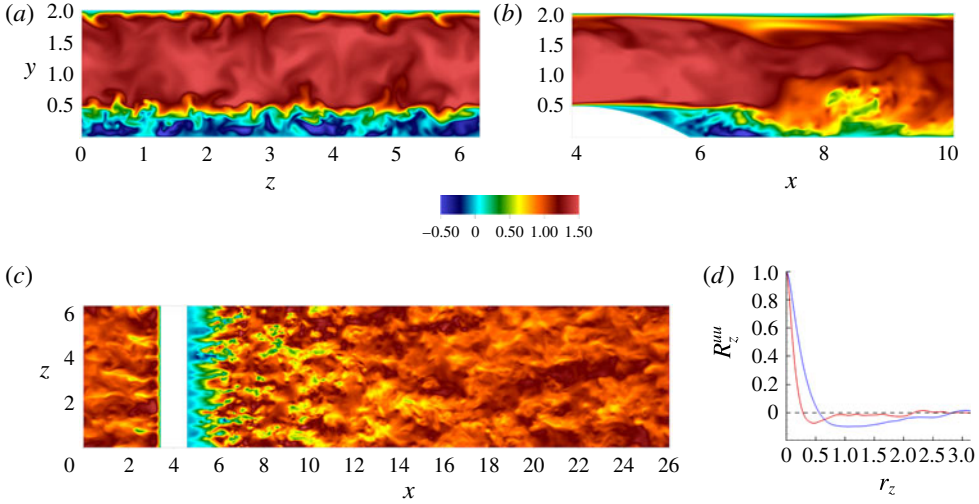 (a)
2.0
1.5
y
1.0
0.5
0 1 2 3 4 5 6
z
(b)
2.0
1.5
1.0
0.5
4 6 8 10
x
−0.50 0 0.50 1.00 1.50
(c)
6
4
z
2
0
2 4 6 8 10 12 14 16 18 20 22 24 26
x
(d)
1.0
0.8
R_z^{uu}
0.6
0.4
0.2
0
0 0.5 1.0 1.5 2.0 2.5 3.0
r_z